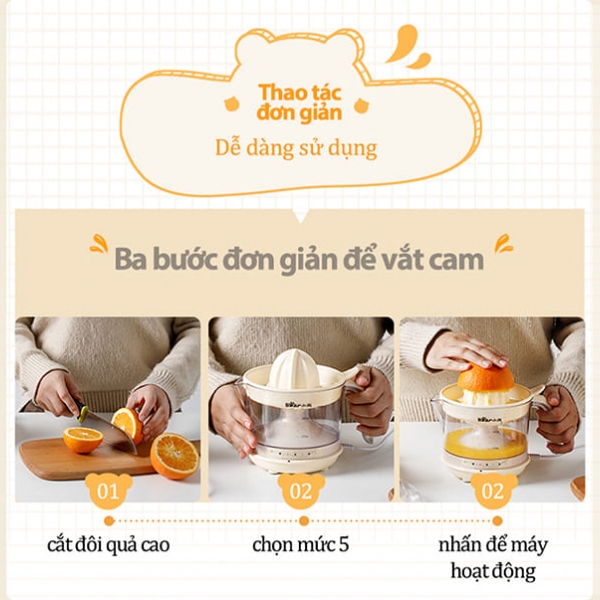 Thao tác
đơn giản
Dễ dàng sử dụng
Ba bước đơn giản để vắt cam
01
02
02
cắt đôi quả cao
chọn mức 5
nhấn để máy
hoạt động